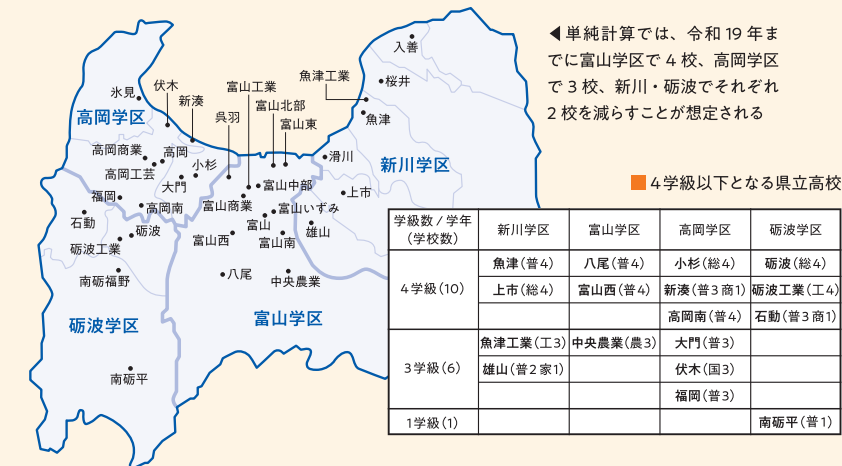 ◀単純計算では、令和19年ま
でに富山学区で4校、高岡学区
で3校、新川・砺波でそれぞれ
2校を減らすことが想定される
入善
桜井
魚津工業
魚津
滑川
新川学区
上市
雄山
氷見
伏木
新湊
高岡学区
高岡商業
高岡
高岡工芸
小杉
大門
福岡
高岡南
呉羽
富山工業
富山北部
富山東
富山中部
富山商業
富山いずみ
富山
富山西
富山南
八尾
中央農業
富山学区
石動
砺波
砺波工業
南砺福野
砺波学区
南砺平
■4学級以下となる県立高校
学級数/学年
(学校数)
新川学区 富山学区 高岡学区 砺波学区
4学級(10)
魚津(普4) 八尾(普4) 小杉(総4) 砺波(総4)
上市(総4) 富山西(普4) 新湊(普3商1) 砺波工業(工4)
高岡南(普4) 石動(普3商1)
3学級(6)
魚津工業(工3) 中央農業(農3) 大門(普3)
雄山(普2家1) 伏木(国3)
福岡(普3)
1学級(1) 南砺平(普1)